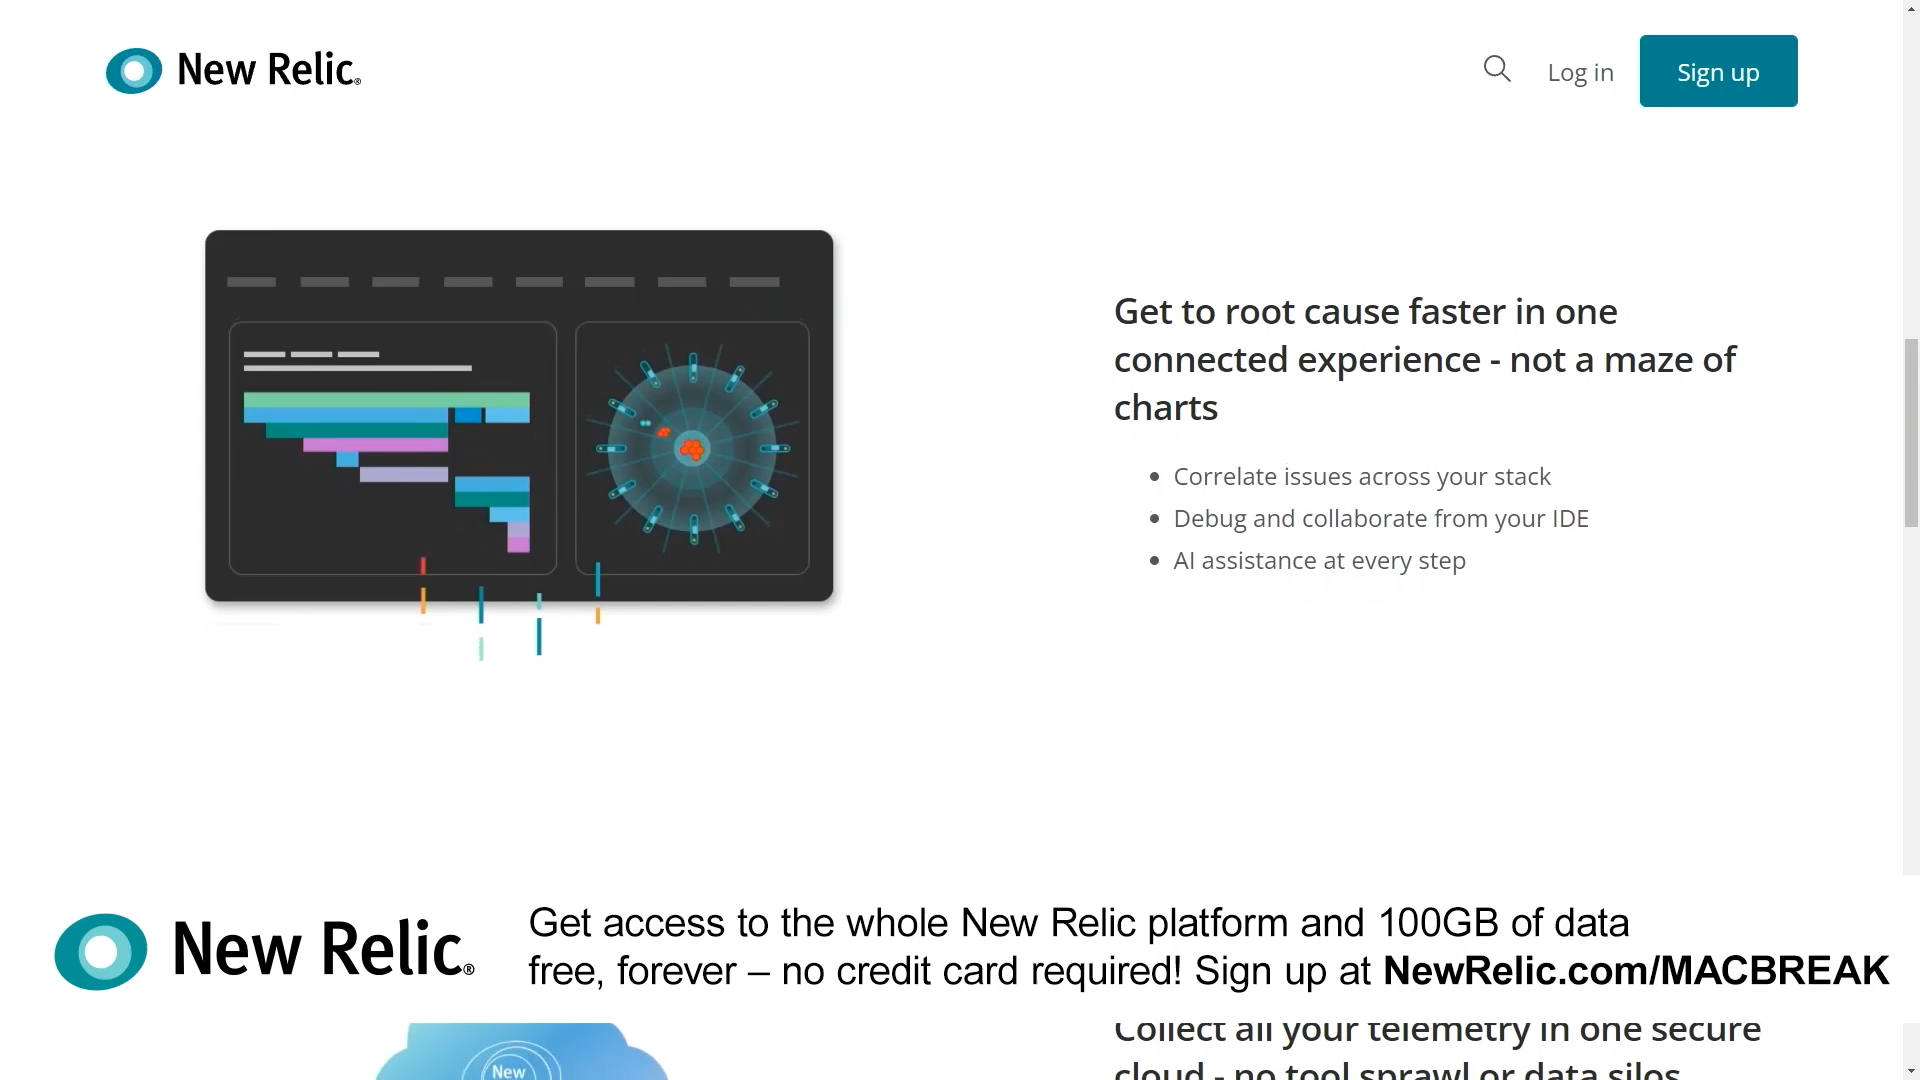 New Relic®
Log in
Sign up
Get to root cause faster in one
connected experience - not a maze of
charts
• Correlate issues across your stack
• Debug and collaborate from your IDE
• AI assistance at every step
New Relic®
Get access to the whole New Relic platform and 100GB of data
free, forever – no credit card required! Sign up at NewRelic.com/MACBREAK
Collect all your telemetry in one secure
cloud - no tool sprawl or data silos
New